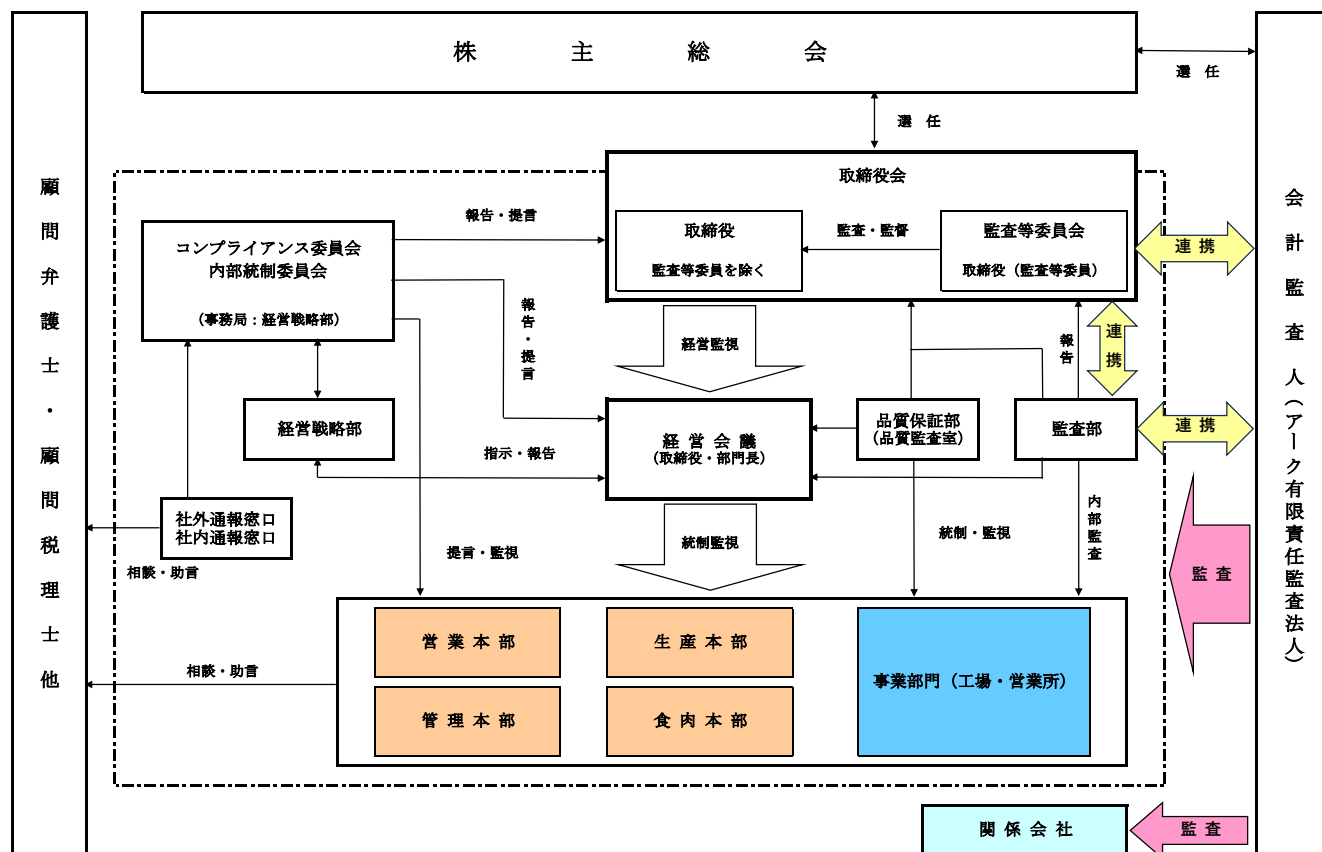 株主総会
選任
選任
顧問弁護士・顧問税理士他
会計監査人(アーク有限責任監査法人)
取締役会
取締役
監査等委員を除く
監査・監督
監査等委員会
取締役（監査等委員）
連携
コンプライアンス委員会
内部統制委員会
（事務局：経営戦略部）
報告・提言
報告・提言
経営監視
報告
連携
経営戦略部
指示・報告
経営会議
（取締役・部門長）
品質保証部
（品質監査室）
監査部
連携
社外通報窓口
社内通報窓口
相談・助言
提言・監視
統制監視
統制・監視
内部監査
監査
営業本部
生産本部
管理本部
食肉本部
事業部門（工場・営業所）
相談・助言
関係会社
監査